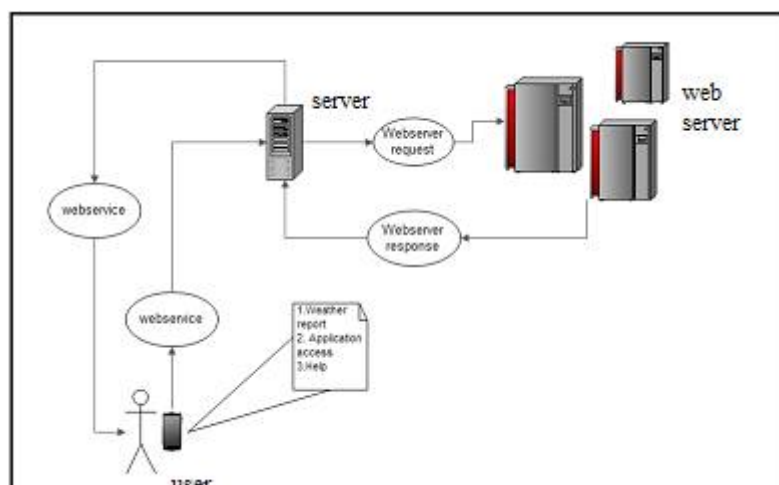 server
web
server
Webserver
request
webservice
Webserver
response
webservice
1.Weather
report
2. Application
access
3.Help
user